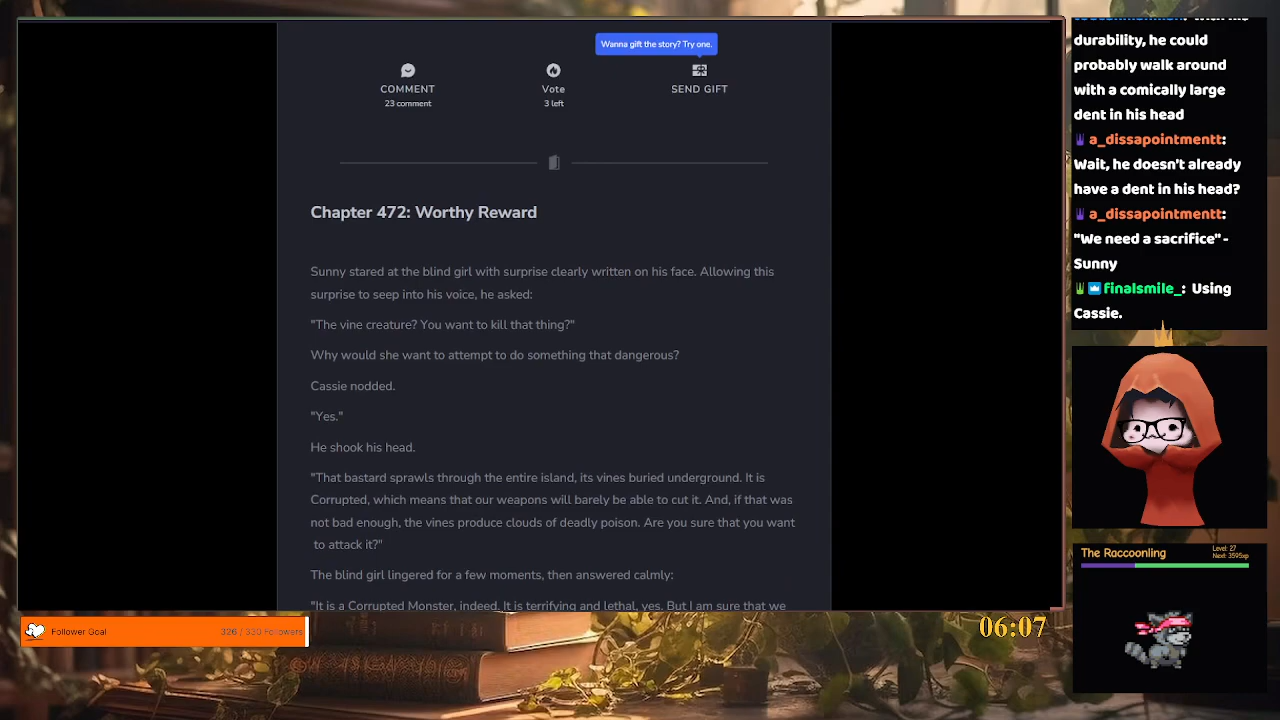 Wanna gift the story? Try one.
COMMENT
23 comment
Vote
3 left
SEND GIFT
Chapter 472: Worthy Reward
Sunny stared at the blind girl with surprise clearly written on his face. Allowing this
surprise to seep into his voice, he asked:
"The vine creature? You want to kill that thing?"
Why would she want to attempt to do something that dangerous?
Cassie nodded.
"Yes."
He shook his head.
"That bastard sprawls through the entire island, its vines buried underground. It is
Corrupted, which means that our weapons will barely be able to cut it. And, if that was
not bad enough, the vines produce clouds of deadly poison. Are you sure that you want
to attack it?"
The blind girl lingered for a few moments, then answered calmly:
"It is a Corrupted Monster, indeed. It is terrifying and lethal, yes. But I am sure that we
durability, he could
probably walk around
with a comically large
dent in his head
a_dissapointmentt:
Wait, he doesn't already
have a dent in his head?
a_dissapointmentt:
"We need a sacrifice" -
Sunny
finalsmile_: Using
Cassie.
The Raccoonling
Level: 27
Next: 3595xp
Follower Goal
326 / 330 Followers
06:07